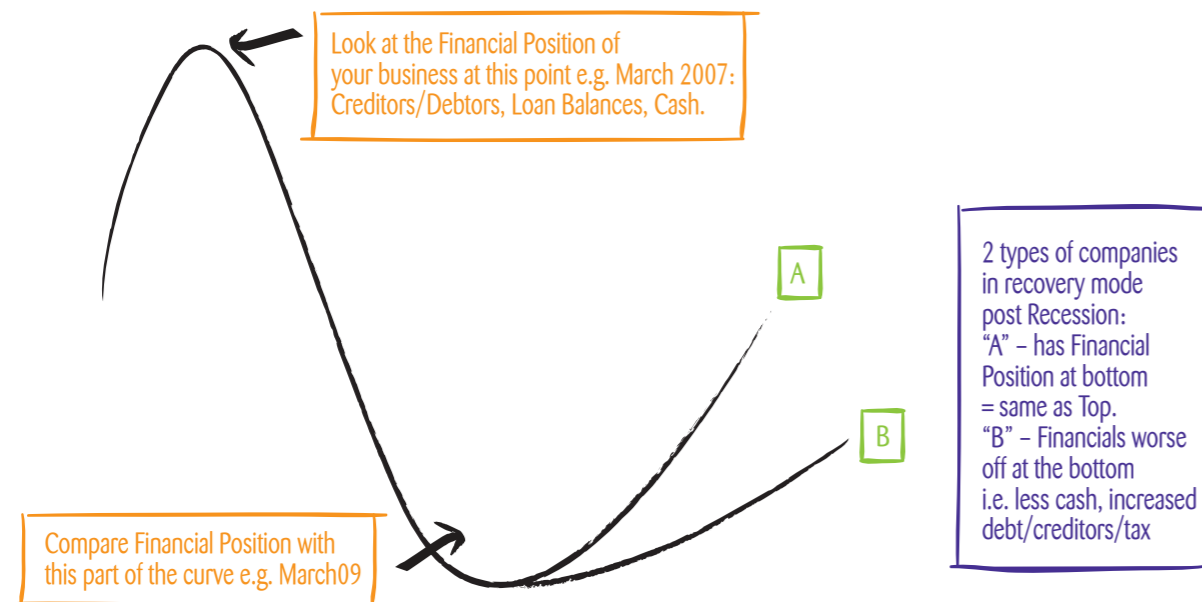 Look at the Financial Position of
your business at this point e.g. March 2007:
Creditors/Debtors, Loan Balances, Cash.
A
B
2 types of companies
in recovery mode
post Recession:
“A” – has Financial
Position at bottom
= same as Top.
“B” – Financials worse
off at the bottom
i.e. less cash, increased
debt/creditors/tax
Compare Financial Position with
this part of the curve e.g. March09